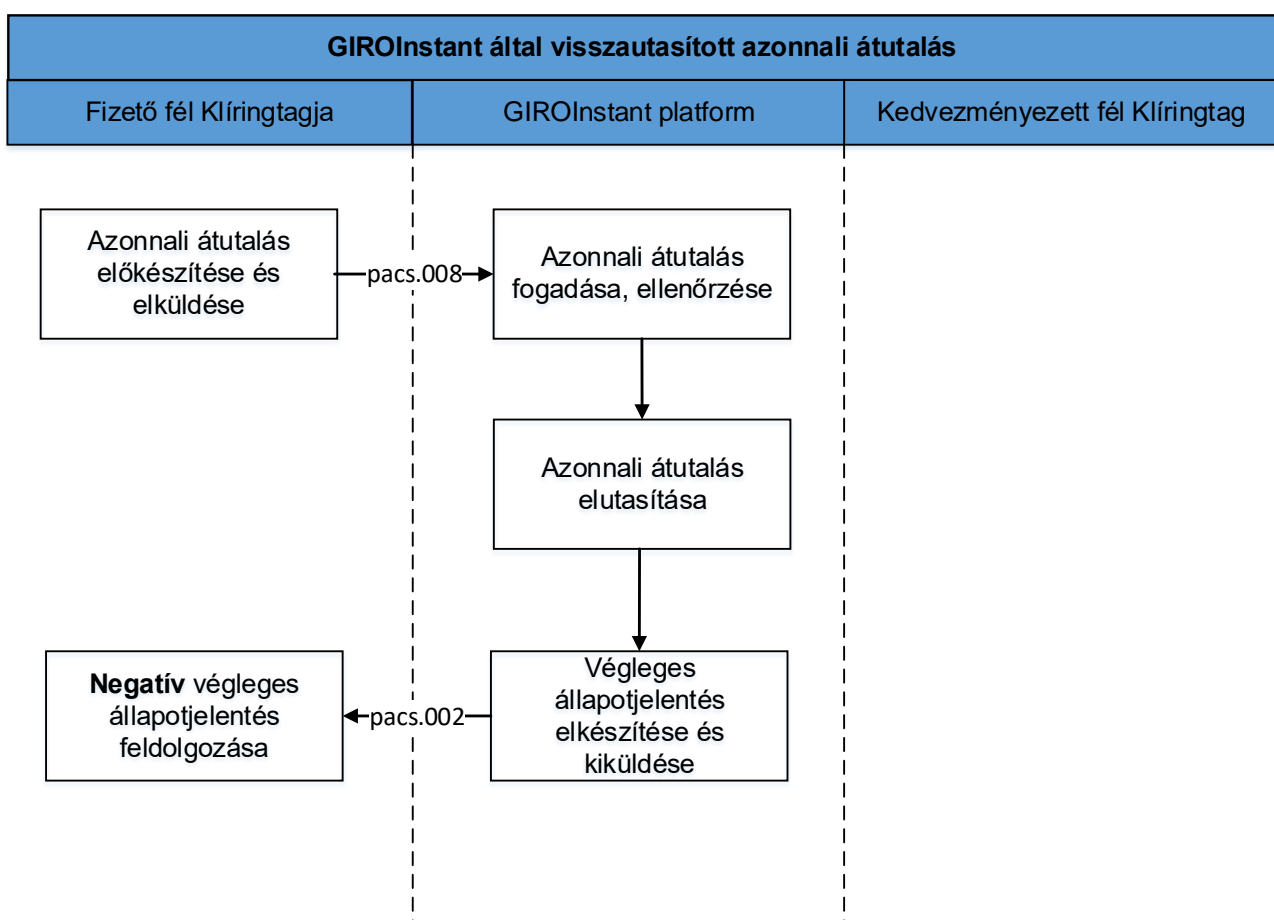 GIROInstant által visszautasított azonnali átutalás
Fizető fél Klíringtagja
GIROInstant platform
Kedvezményezett fél Klíringtag
Azonnali átutalás
előkészítése és
elküldése
pacs.008
Azonnali átutalás
fogadása, ellenőrzése
Azonnali átutalás
elutasítása
Végleges
állapotjelentés
elkészítése és
kiküldése
pacs.002
Negatív végleges
állapotjelentés
feldolgozása